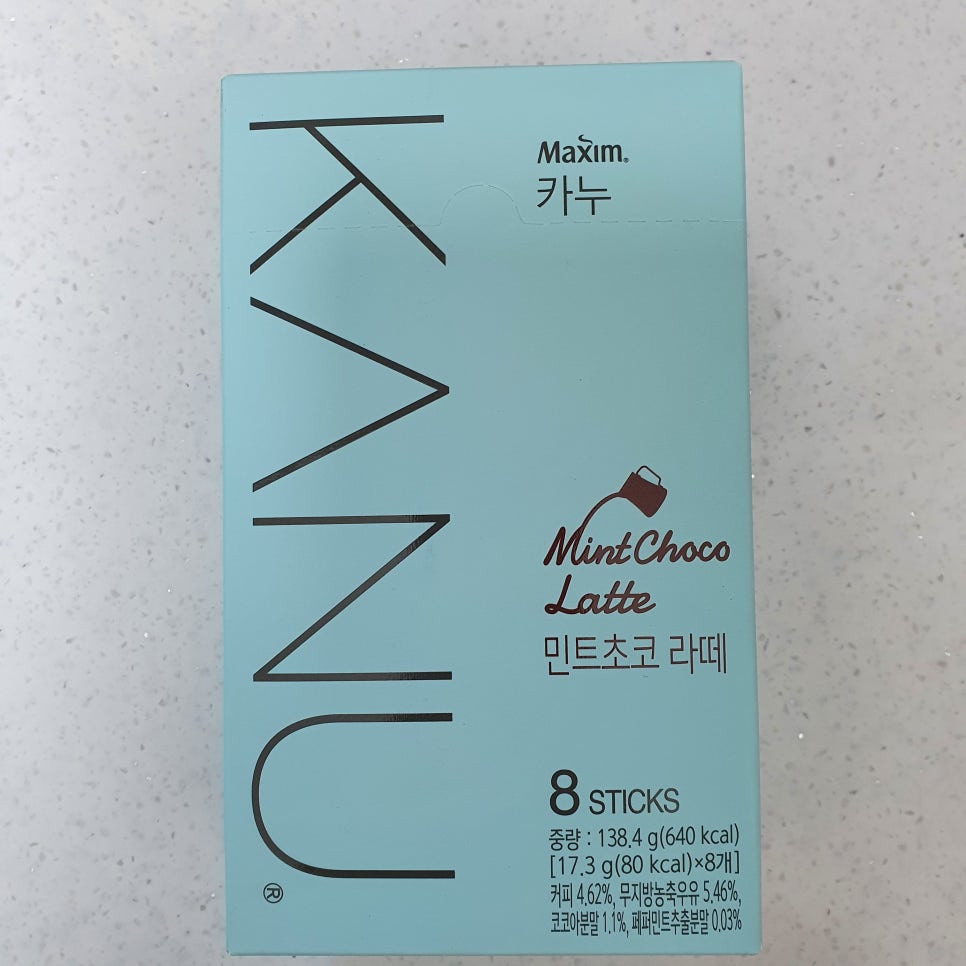 KANU®
Maxim®
카누
Mint Choco
Latte
민트초코 라떼
8 STICKS
중량 : 138.4 g(640 kcal)
[17.3 g(80 kcal)×8개]
커피 4.62%, 무지방농축우유 5.46%,
코코아분말 1.1%, 페퍼민트추출분말 0.03%